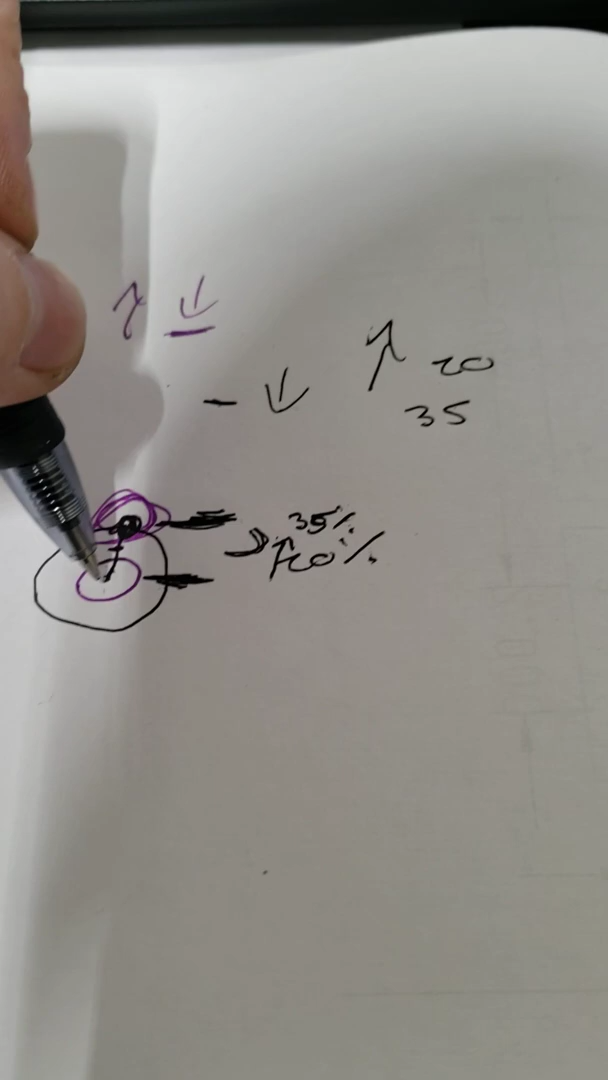 ↑ ↓
- ↓ ↑ 20
35
35%
↑20%